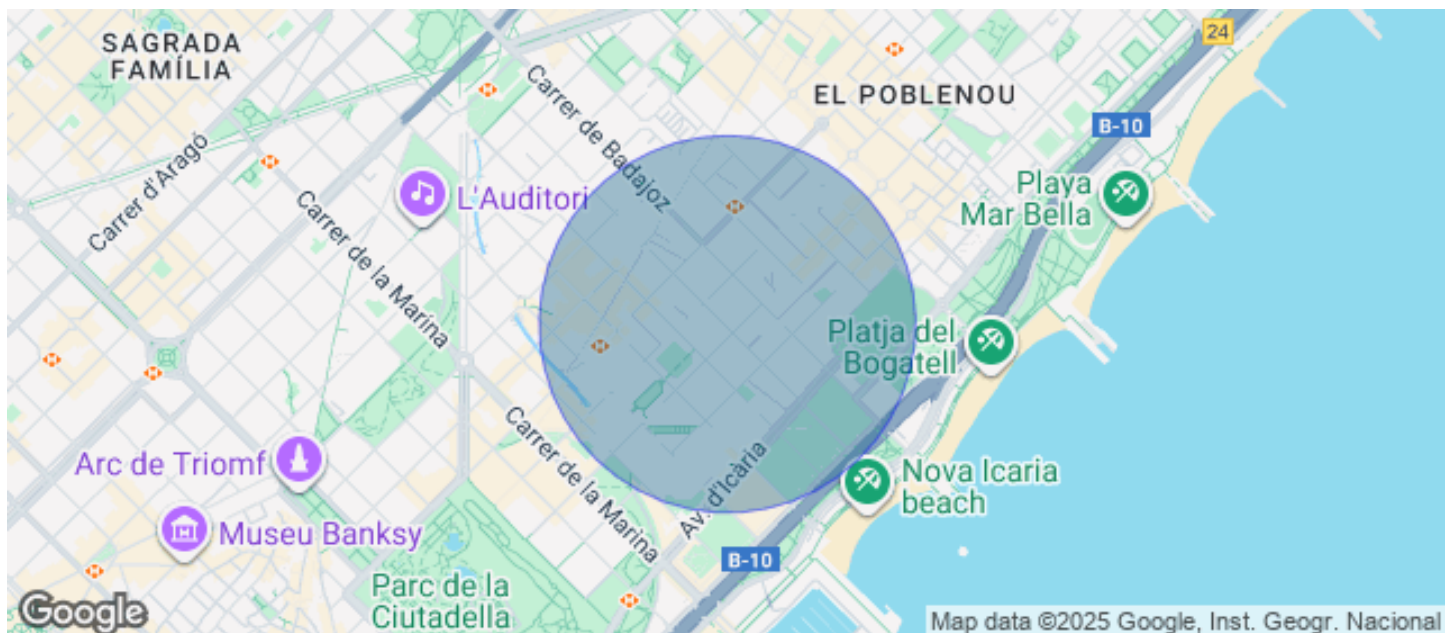 SAGRADA
FAMÍLIA
24
EL POBLENOU
B-10
Carrer de Badajoz
Carrer d'Aragó
L'Auditori
Playa
Mar Bella
Carrer de la Marina
Platja del
Bogatell
Carrer de la Marina
Av. d'Icària
Arc de Triomf
Nova Icaria
beach
Museu Banksy
B-10
Parc de la
Ciutadella
Google
Map data ©2025 Google, Inst. Geogr. Nacional